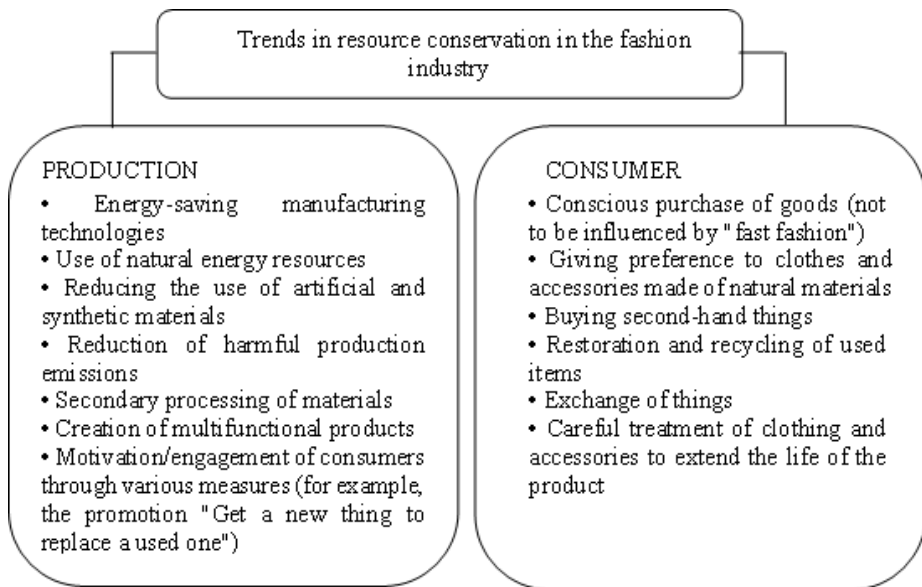 Trends in resource conservation in the fashion
industry
PRODUCTION
• Energy-saving manufacturing
technologies
• Use of natural energy resources
• Reducing the use of artificial and
synthetic materials
• Reduction of harmful production
emissions
• Secondary processing of materials
• Creation of multifunctional products
• Motivation/engagement of consumers
through various measures (for example,
the promotion "Get a new thing to
replace a used one")
CONSUMER
• Conscious purchase of goods (not
to be influenced by "fast fashion")
• Giving preference to clothes and
accessories made of natural materials
• Buying second-hand things
• Restoration and recycling of used
items
• Exchange of things
• Careful treatment of clothing and
accessories to extend the life of the
product